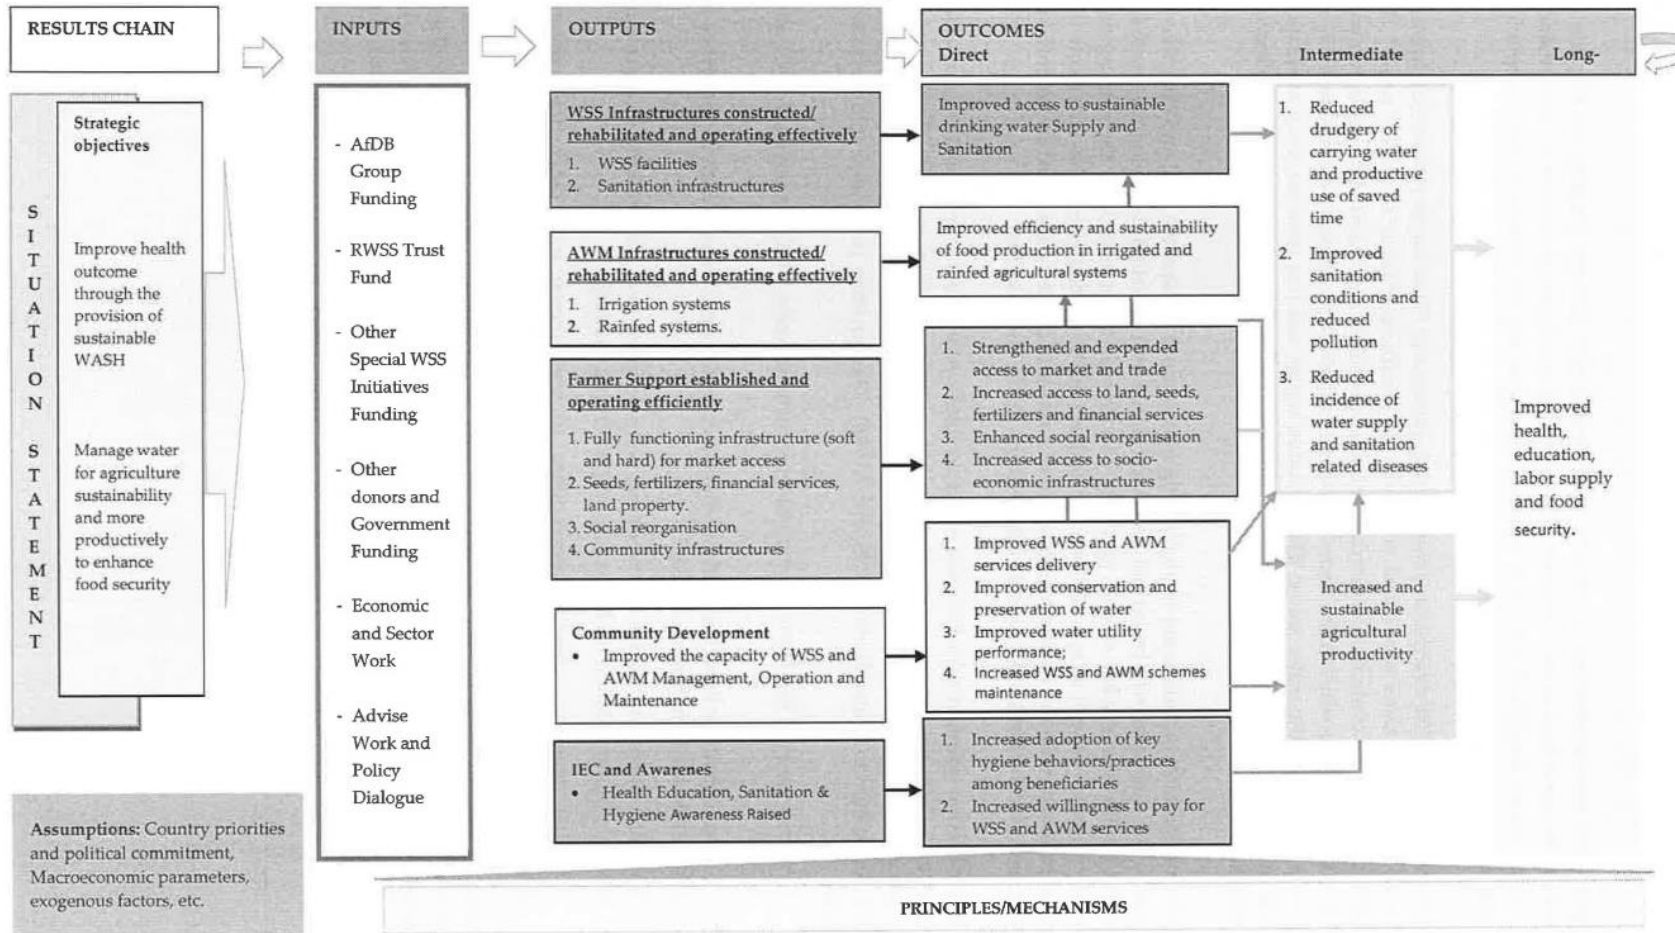 RESULTS CHAIN
INPUTS
OUTPUTS
OUTCOMES
Direct
Intermediate
Long-
SITUATION STATEMENT
Strategic
objectives
Improve health
outcome
through the
provision of
sustainable
WASH
Manage water
for agriculture
sustainability
and more
productively
to enhance
food security
Assumptions: Country priorities
and political commitment,
Macroeconomic parameters,
exogenous factors, etc.
- AfDB
Group
Funding
- RWSS Trust
Fund
- Other
Special WSS
Initiatives
Funding
- Other
donors and
Government
Funding
- Economic
and Sector
Work
- Advise
Work and
Policy
Dialogue
WSS Infrastructures constructed/
rehabilitated and operating effectively
1. WSS facilities
2. Sanitation infrastructures
AWM Infrastructures constructed/
rehabilitated and operating effectively
1. Irrigation systems
2. Rainfed systems.
Farmer Support established and
operating efficiently
1. Fully functioning infrastructure (soft
and hard) for market access
2. Seeds, fertilizers, financial services,
land property.
3. Social reorganisation
4. Community infrastructures
Community Development
• Improved the capacity of WSS and
AWM Management, Operation and
Maintenance
IEC and Awarenes
• Health Education, Sanitation &
Hygiene Awareness Raised
Improved access to sustainable
drinking water Supply and
Sanitation
Improved efficiency and sustainability
of food production in irrigated and
rainfed agricultural systems
1. Strengthened and expended
access to market and trade
2. Increased access to land, seeds,
fertilizers and financial services
3. Enhanced social reorganisation
4. Increased access to socio-
economic infrastructures
1. Improved WSS and AWM
services delivery
2. Improved conservation and
preservation of water
3. Improved water utility
performance;
4. Increased WSS and AWM schemes
maintenance
1. Increased adoption of key
hygiene behaviors/practices
among beneficiaries
2. Increased willingness to pay for
WSS and AWM services
1. Reduced
drudgery of
carrying water
and productive
use of saved
time
2. Improved
sanitation
conditions and
reduced
pollution
3. Reduced
incidence of
water supply
and sanitation
related diseases
Increased and
sustainable
agricultural
productivity
Improved
health,
education,
labor supply
and food
security.
PRINCIPLES/MECHANISMS